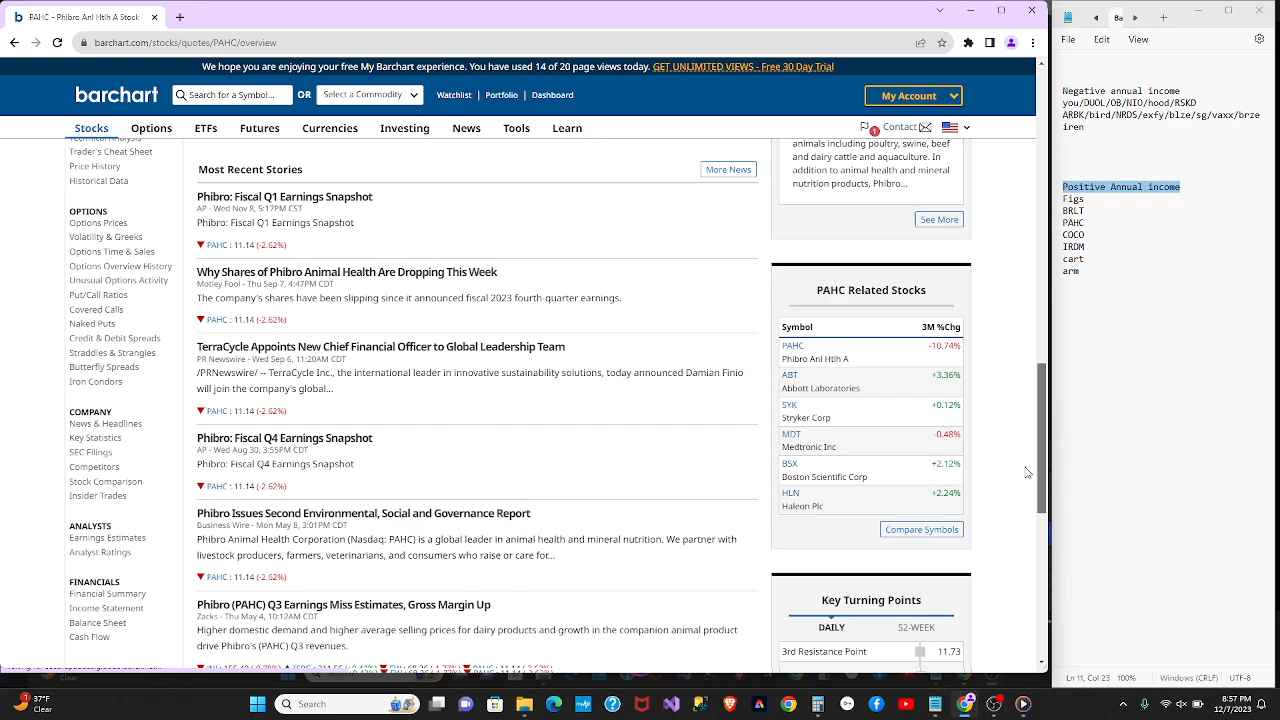 PAHC - Phibro Anl Hlth A Stock
barchart.com/stocks/quotes/PAHC/overview
We hope you are enjoying your free My Barchart experience. You have used 14 of 20 page views today. GET UNLIMITED VIEWS - Free 30 Day Trial
barchart
Search for a Symbol...
OR
Select a Commodity
Watchlist | Portfolio | Dashboard
My Account
Stocks Options ETFs Futures Currencies Investing News Tools Learn
1 Contact
Trader's Cheat Sheet
Price History
Historical Data
OPTIONS
Options Prices
Volatility & Greeks
Options Time & Sales
Options Overview History
Unusual Options Activity
Put/Call Ratios
Covered Calls
Naked Puts
Credit & Debit Spreads
Straddles & Strangles
Butterfly Spreads
Iron Condors
COMPANY
News & Headlines
Key Statistics
SEC Filings
Competitors
Stock Comparison
Insider Trades
ANALYSTS
Earnings Estimates
Analyst Ratings
FINANCIALS
Financial Summary
Income Statement
Balance Sheet
Cash Flow
Most Recent Stories
More News
Phibro: Fiscal Q1 Earnings Snapshot
AP - Wed Nov 8, 5:17PM CST
Phibro: Fiscal Q1 Earnings Snapshot
PAHC : 11.14 (-2.62%)
Why Shares of Phibro Animal Health Are Dropping This Week
Motley Fool - Thu Sep 7, 4:47PM CDT
The company's shares have been slipping since it announced fiscal 2023 fourth-quarter earnings.
PAHC : 11.14 (-2.62%)
TerraCycle Appoints New Chief Financial Officer to Global Leadership Team
PR Newswire - Wed Sep 6, 11:20AM CDT
/PRNewswire/ -- TerraCycle Inc., the international leader in innovative sustainability solutions, today announced Damian Finio
will join the company's global...
PAHC : 11.14 (-2.62%)
Phibro: Fiscal Q4 Earnings Snapshot
AP - Wed Aug 30, 3:55PM CDT
Phibro: Fiscal Q4 Earnings Snapshot
PAHC : 11.14 (-2.62%)
Phibro Issues Second Environmental, Social and Governance Report
Business Wire - Mon May 8, 3:01PM CDT
Phibro Animal Health Corporation (Nasdaq: PAHC) is a global leader in animal health and mineral nutrition. We partner with
livestock producers, farmers, veterinarians, and consumers who raise or care for...
PAHC : 11.14 (-2.62%)
Phibro (PAHC) Q3 Earnings Miss Estimates, Gross Margin Up
Zacks - Thu May 4, 10:12AM CDT
Higher domestic demand and higher average selling prices for dairy products and growth in the companion animal product
drive Phibro's (PAHC) Q3 revenues.
animals including poultry, swine, beef
and dairy cattle and aquaculture. In
addition to animal health and mineral
nutrition products, Phibro...
See More
PAHC Related Stocks
Symbol 3M %Chg
PAHC -10.74%
Phibro Anl Htlh A
ABT +3.36%
Abbott Laboratories
SYK +0.12%
Stryker Corp
MDT -0.48%
Medtronic Inc
BSX +2.12%
Boston Scientific Corp
HLN +2.24%
Haleon Plc
Compare Symbols
Key Turning Points
DAILY 52-WEEK
3rd Resistance Point 11.73
Ba
File Edit View
Negative annual income
you/DUOL/OB/NIO/hood/RSKD
ARBK/bird/NRDS/exfy/blze/sg/vaxx/brze
iren
Positive Annual income
Figs
BRLT
PAHC
COCO
IRDM
cart
arm
Ln 11, Col 23 100% Windows (CRLF) UTF-8
1 37°F
Clear
Search
8:57 PM
12/7/2023